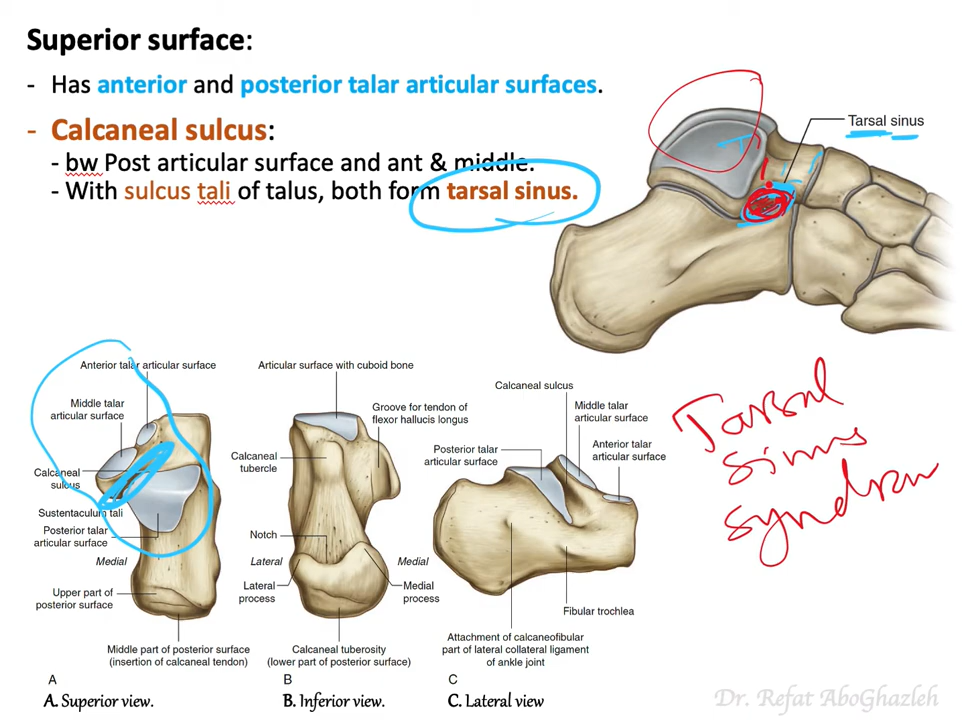 Superior surface:
- Has anterior and posterior talar articular surfaces.
- Calcaneal sulcus:
- bw Post articular surface and ant & middle.
- With sulcus tali of talus, both form tarsal sinus.
Tarsal sinus
Anterior talar articular surface
Middle talar
articular surface
Calcaneal
sulcus
Sustentaculum tali
Posterior talar
articular surface
Medial
Upper part of
posterior surface
Middle part of posterior surface
(insertion of calcaneal tendon)
A
A. Superior view.
Articular surface with cuboid bone
Groove for tendon of
flexor hallucis longus
Calcaneal
tubercle
Notch
Lateral
Medial
Lateral
process
Medial
process
Calcaneal tuberosity
(lower part of posterior surface)
B
B. Inferior view.
Calcaneal sulcus
Middle talar
articular surface
Posterior talar
articular surface
Anterior talar
articular surface
Fibular trochlea
Attachment of calcaneofibular
part of lateral collateral ligament
of ankle joint
C
C. Lateral view
Tarsal
sinus
Dr. Refat AboGhazleh